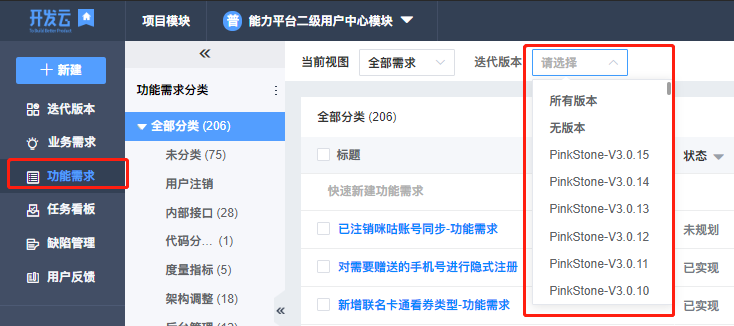 开发云
项目模块
普 能力平台二级用户中心模块
+ 新建
迭代版本
业务需求
功能需求
任务看板
缺陷管理
用户反馈
功能需求分类
全部分类 (206)
未分类 (75)
用户注销
内部接口 (28)
代码分... (1)
度量指标 (5)
架构调整 (18)
当前视图 全部需求 迭代版本 请选择
所有版本
无版本
PinkStone-V3.0.15
PinkStone-V3.0.14
PinkStone-V3.0.13
PinkStone-V3.0.12
PinkStone-V3.0.11
PinkStone-V3.0.10
全部分类 (206)
标题 状态
快速新建功能需求
已注销咪咕账号同步-功能需求 未规划
对需要赠送的手机号进行隐式注册 已实现
新增联名卡通看券类型-功能需求 已实现